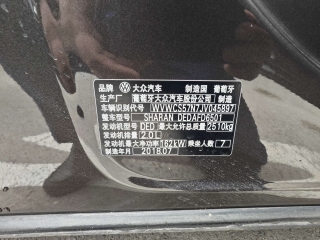 品牌 大众汽车 制造国 葡萄牙
生产厂 葡萄牙大众汽车股份公司 制造
车辆识别代号 WVWCS57N7JV045897
整车型号 SHARAN DEDAFD6501
发动机型号 DED 最大允许总质量 2510kg
发动机排量 2.0L
发动机最大净功率 162kW 乘坐人数 7
制造年月 2018.07